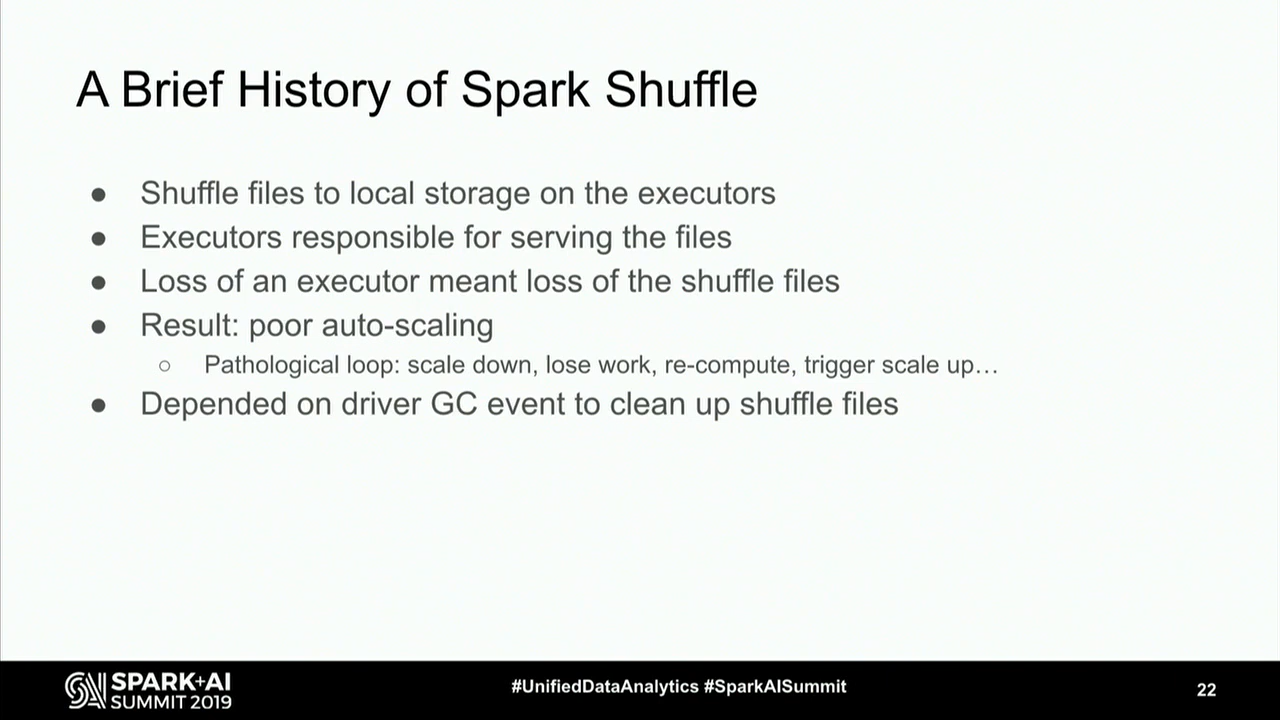 A Brief History of Spark Shuffle
● Shuffle files to local storage on the executors
● Executors responsible for serving the files
● Loss of an executor meant loss of the shuffle files
● Result: poor auto-scaling
○ Pathological loop: scale down, lose work, re-compute, trigger scale up…
● Depended on driver GC event to clean up shuffle files
SPARK+AI
SUMMIT 2019
#UnifiedDataAnalytics #SparkAISummit
22